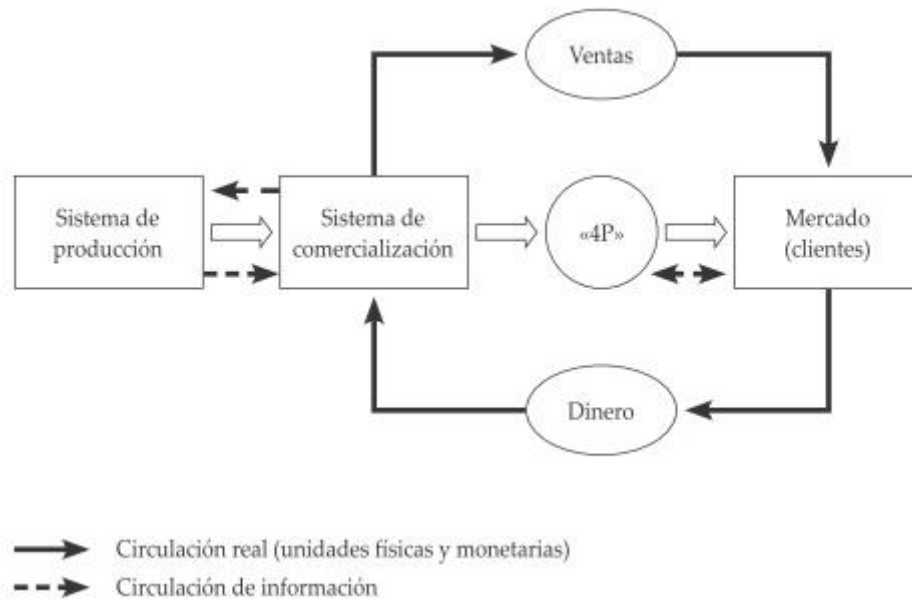 Ventas
Sistema de
producción
Sistema de
comercialización
«4P»
Mercado
(clientes)
Dinero
Circulación real (unidades físicas y monetarias)
Circulación de información